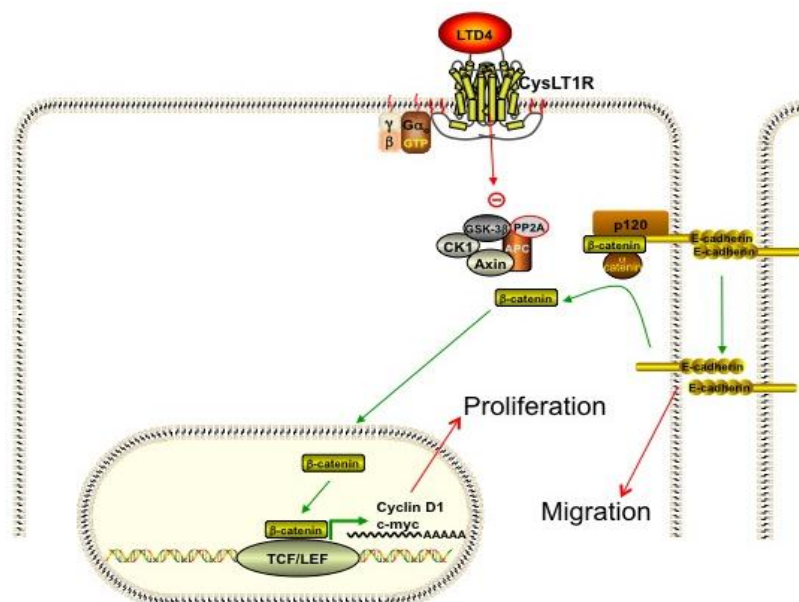 LTD4
CysLT1R
γ
β
Gα
GTP
GSK-3β
PP2A
CK1
APC
Axin
p120
β-catenin
α
catenin
E-cadherin
E-cadherin
β-catenin
E-cadherin
E-cadherin
Proliferation
Migration
β-catenin
β-catenin
Cyclin D1
c-myc
AAAAA
TCF/LEF